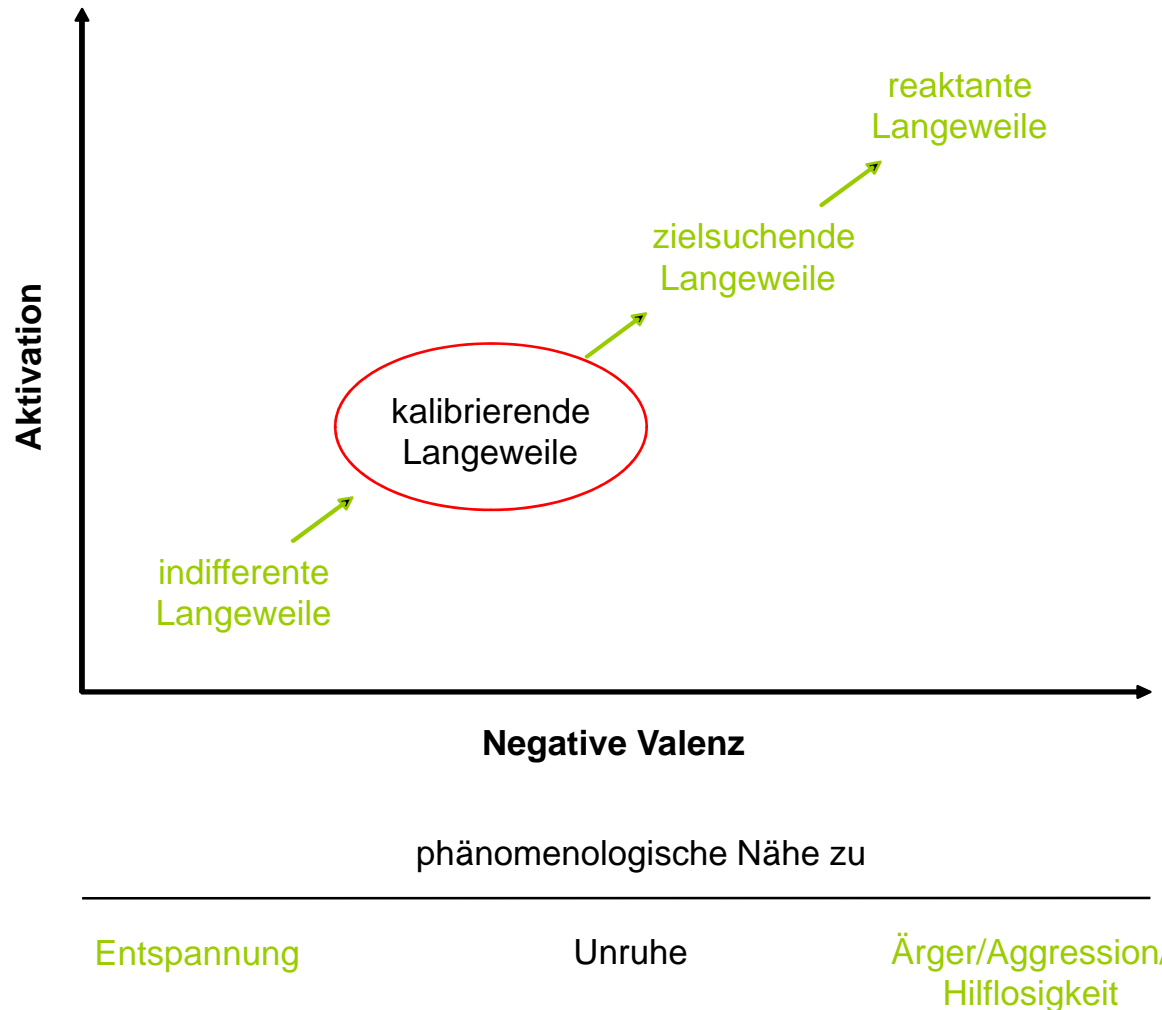 reaktante
Langeweile
zielsuchende
Langeweile
Aktivation
kalibrierende
Langeweile
indifferente
Langeweile
Negative Valenz
phänomenologische Nähe zu
Entspannung
Unruhe
Ärger/Aggression/
Hilflosigkeit